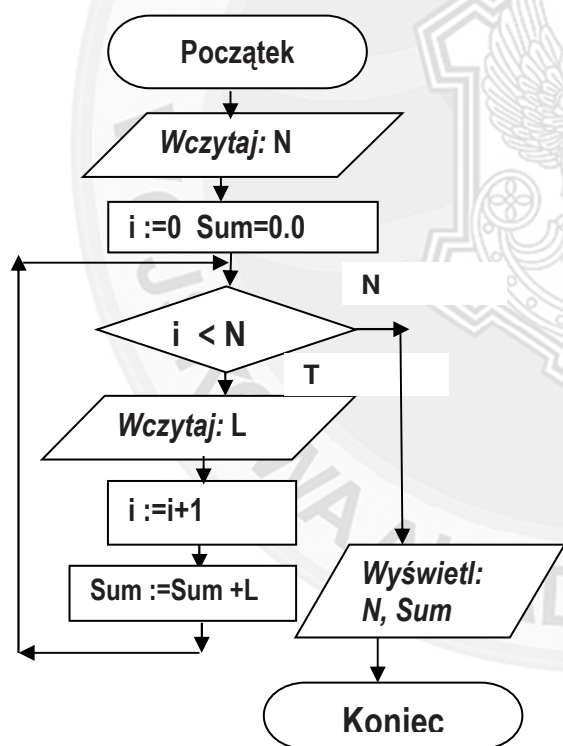 Początek
Wczytaj: N
i :=0 Sum=0.0
N
i < N
T
Wczytaj: L
i :=i+1
Sum :=Sum +L
Wyświetl:
N, Sum
Koniec